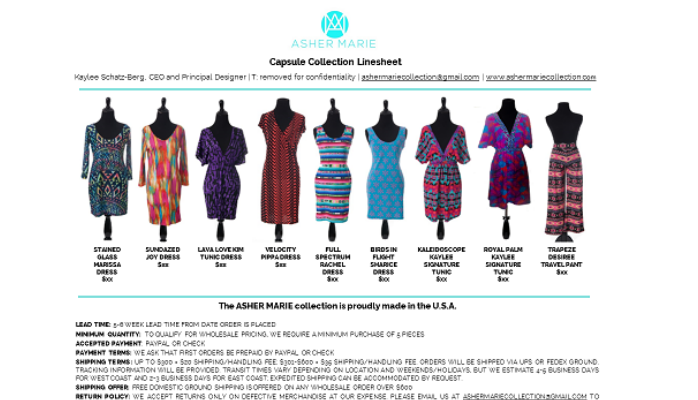 ASHER MARIE
Capsule Collection Linesheet
Kaylee Schatz-Berg, CEO and Principal Designer | T: removed for confidentiality | ashermariecollection@gmail.com | www.ashermariecollection.com
STAINED
GLASS
MARISSA
DRESS
$xx
SUNDAZED
JOY DRESS
$xx
LAVA LOVE KIM
TUNIC DRESS
$xx
VELOCITY
PIPPA DRESS
$xx
FULL
SPECTRUM
RACHEL
DRESS
$xx
BIRDS IN
FLIGHT
SHARICE
DRESS
$xx
KALEIDOSCOPE
KAYLEE
SIGNATURE
TUNIC
$xx
ROYAL PALM
KAYLEE
SIGNATURE
TUNIC
$xx
TRAPEZE
DESIREE
TRAVEL PANT
$xx
The ASHER MARIE collection is proudly made in the U.S.A.
LEAD TIME: 5-8 WEEK LEAD TIME FROM DATE ORDER IS PLACED
MINIMUM QUANTITY: TO QUALIFY FOR WHOLESALE PRICING, WE REQUIRE A MINIMUM PURCHASE OF 5 PIECES
ACCEPTED PAYMENT: PAYPAL OR CHECK
PAYMENT TERMS: WE ASK THAT FIRST ORDERS BE PREPAID BY PAYPAL OR CHECK
SHIPPING TERMS: UP TO $300 = $20 SHIPPING/HANDLING FEE; $301-$600 = $35 SHIPPING/HANDLING FEE. ORDERS WILL BE SHIPPED VIA UPS OR FEDEX GROUND.
TRACKING INFORMATION WILL BE PROVIDED. TRANSIT TIMES VARY DEPENDING ON LOCATION AND WEEKENDS/HOLIDAYS, BUT WE ESTIMATE 4-5 BUSINESS DAYS
FOR WEST COAST AND 2-3 BUSINESS DAYS FOR EAST COAST. EXPEDITED SHIPPING CAN BE ACCOMMODATED BY REQUEST.
SHIPPING OFFER: FREE DOMESTIC GROUND SHIPPING IS OFFERED ON ANY WHOLESALE ORDER OVER $600
RETURN POLICY: WE ACCEPT RETURNS ONLY ON DEFECTIVE MERCHANDISE AT OUR EXPENSE. PLEASE EMAIL US AT ASHERMARIECOLLECTION@GMAIL.COM TO